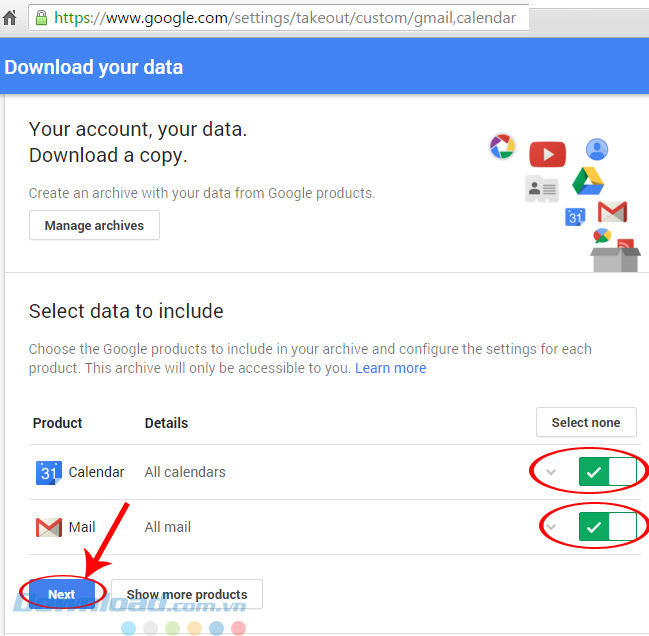 https://www.google.com/settings/takeout/custom/gmail,calendar
Download your data
Your account, your data.
Download a copy.
31
Create an archive with your data from Google products.
Manage archives
Select data to include
Choose the Google products to include in your archive and configure the settings for each
product. This archive will only be accessible to you. Learn more
Product Details Select none
31 Calendar All calendars
Mail All mail
Next Show more products
Download.com.vn